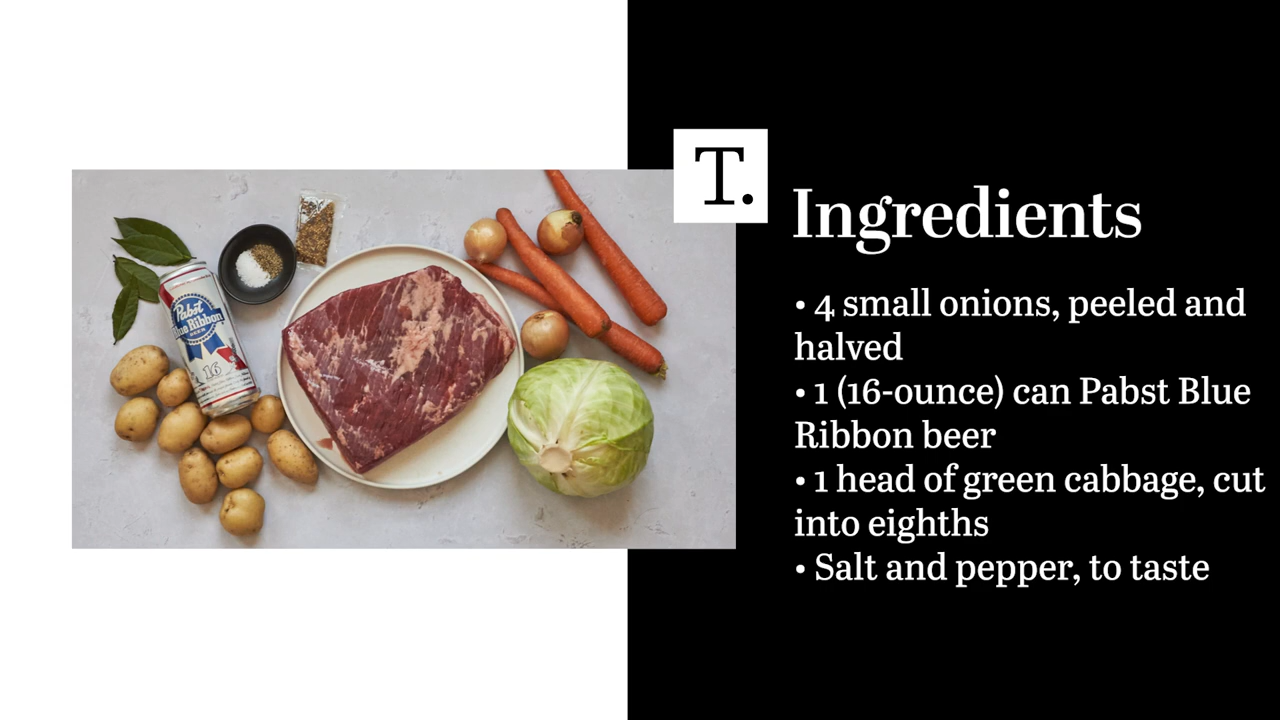 T.
Ingredients
• 4 small onions, peeled and
halved
• 1 (16-ounce) can Pabst Blue
Ribbon beer
• 1 head of green cabbage, cut
into eighths
• Salt and pepper, to taste
Pabst
Blue Ribbon
BEER
16